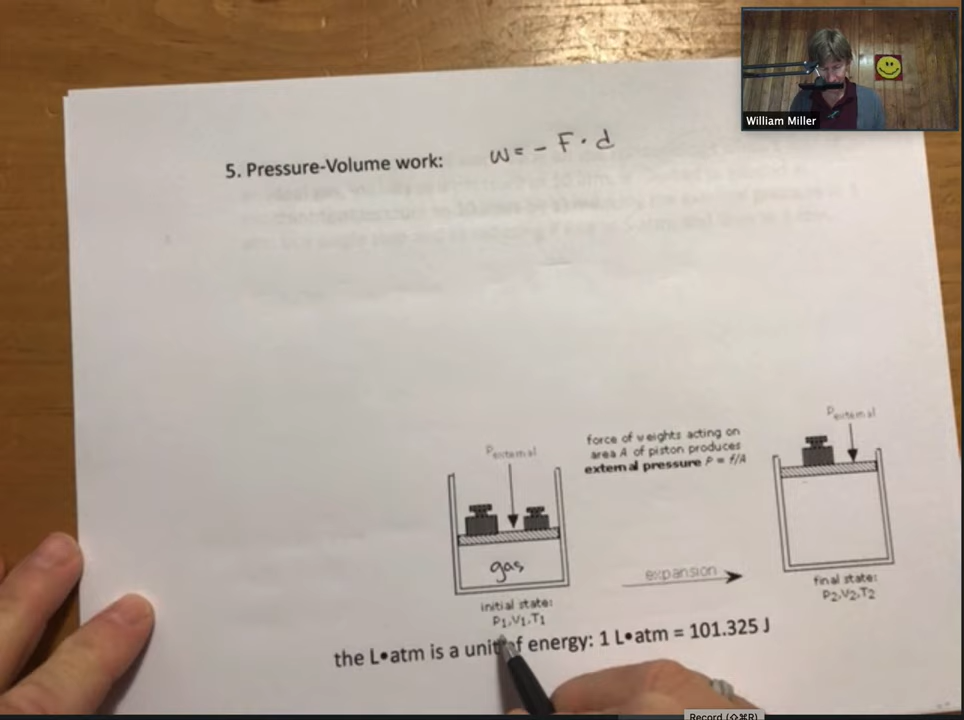 William Miller
5. Pressure-Volume work: w = - F · d
Pexternal
Pexternal
force of weights acting on
area A of piston produces
external pressure P = f/A
gas
expansion
initial state:
P1,V1,T1
final state:
P2,V2,T2
the L•atm is a unit of energy: 1 L•atm = 101.325 J
Record (⇧⌘R)